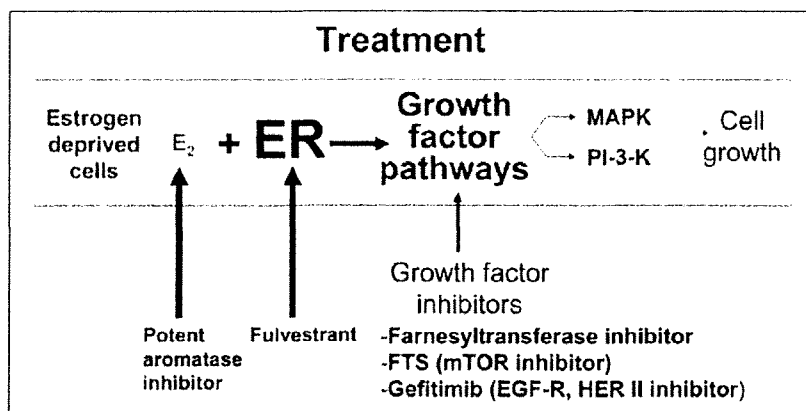 Treatment
Estrogen
deprived
cells
E₂ + ER
Growth
factor
pathways
MAPK
PI-3-K
. Cell
growth
Potent
aromatase
inhibitor
Fulvestrant
Growth factor
inhibitors
-Farnesyltransferase inhibitor
-FTS (mTOR inhibitor)
-Gefitimib (EGF-R, HER II inhibitor)